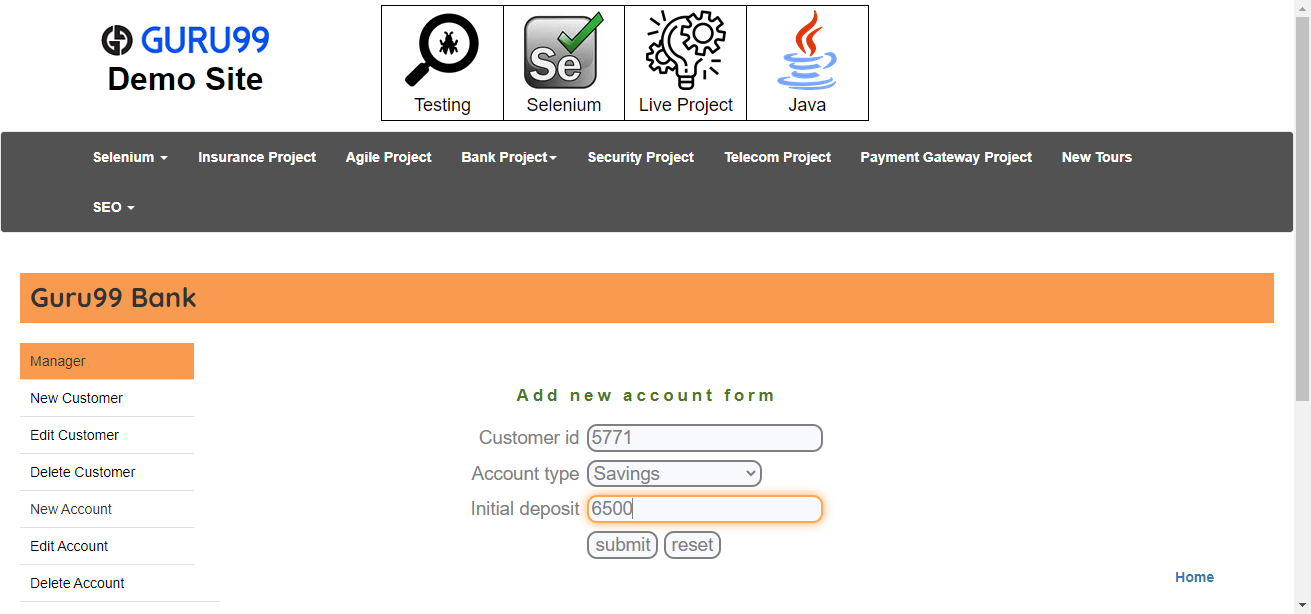 GURU99
Demo Site
Testing
Se
Selenium
Live Project
Java
Selenium Insurance Project Agile Project Bank Project Security Project Telecom Project Payment Gateway Project New Tours
SEO
Guru99 Bank
Manager
New Customer
Edit Customer
Delete Customer
New Account
Edit Account
Delete Account
Add new account form
Customer id 5771
Account type Savings
Initial deposit 6500
submit reset
Home